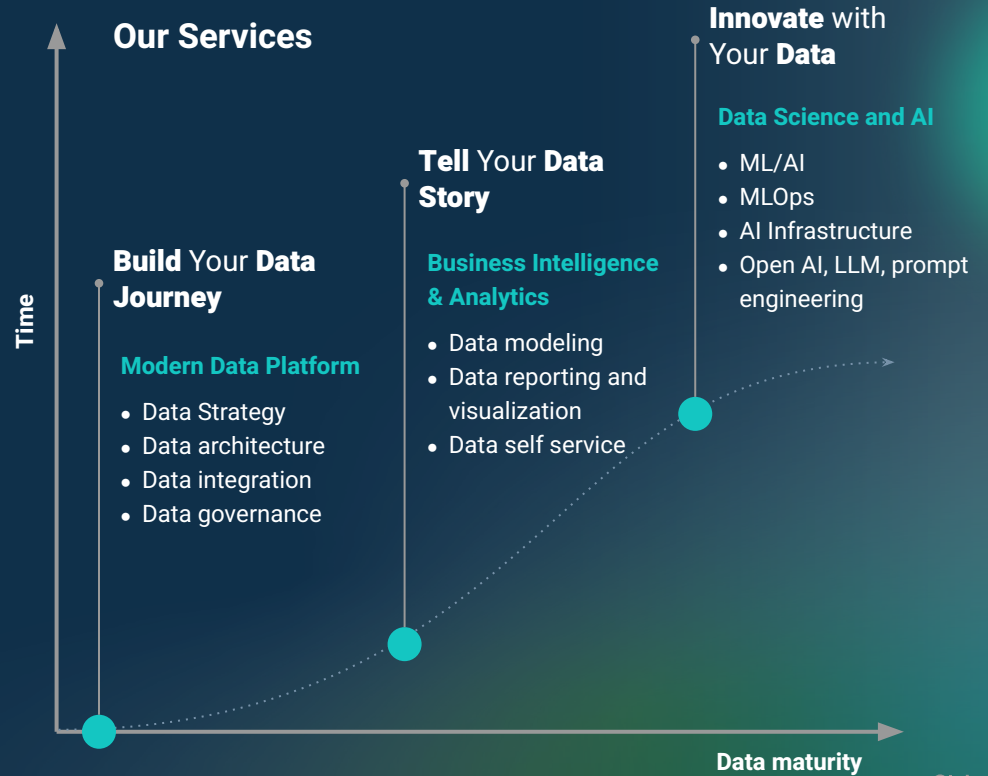 Our Services
Innovate with
Your Data
Data Science and AI
• ML/AI
• MLOps
• AI Infrastructure
• Open AI, LLM, prompt
engineering
Tell Your Data
Story
Business Intelligence
& Analytics
• Data modeling
• Data reporting and
visualization
• Data self service
Build Your Data
Journey
Modern Data Platform
• Data Strategy
• Data architecture
• Data integration
• Data governance
Time
Data maturity